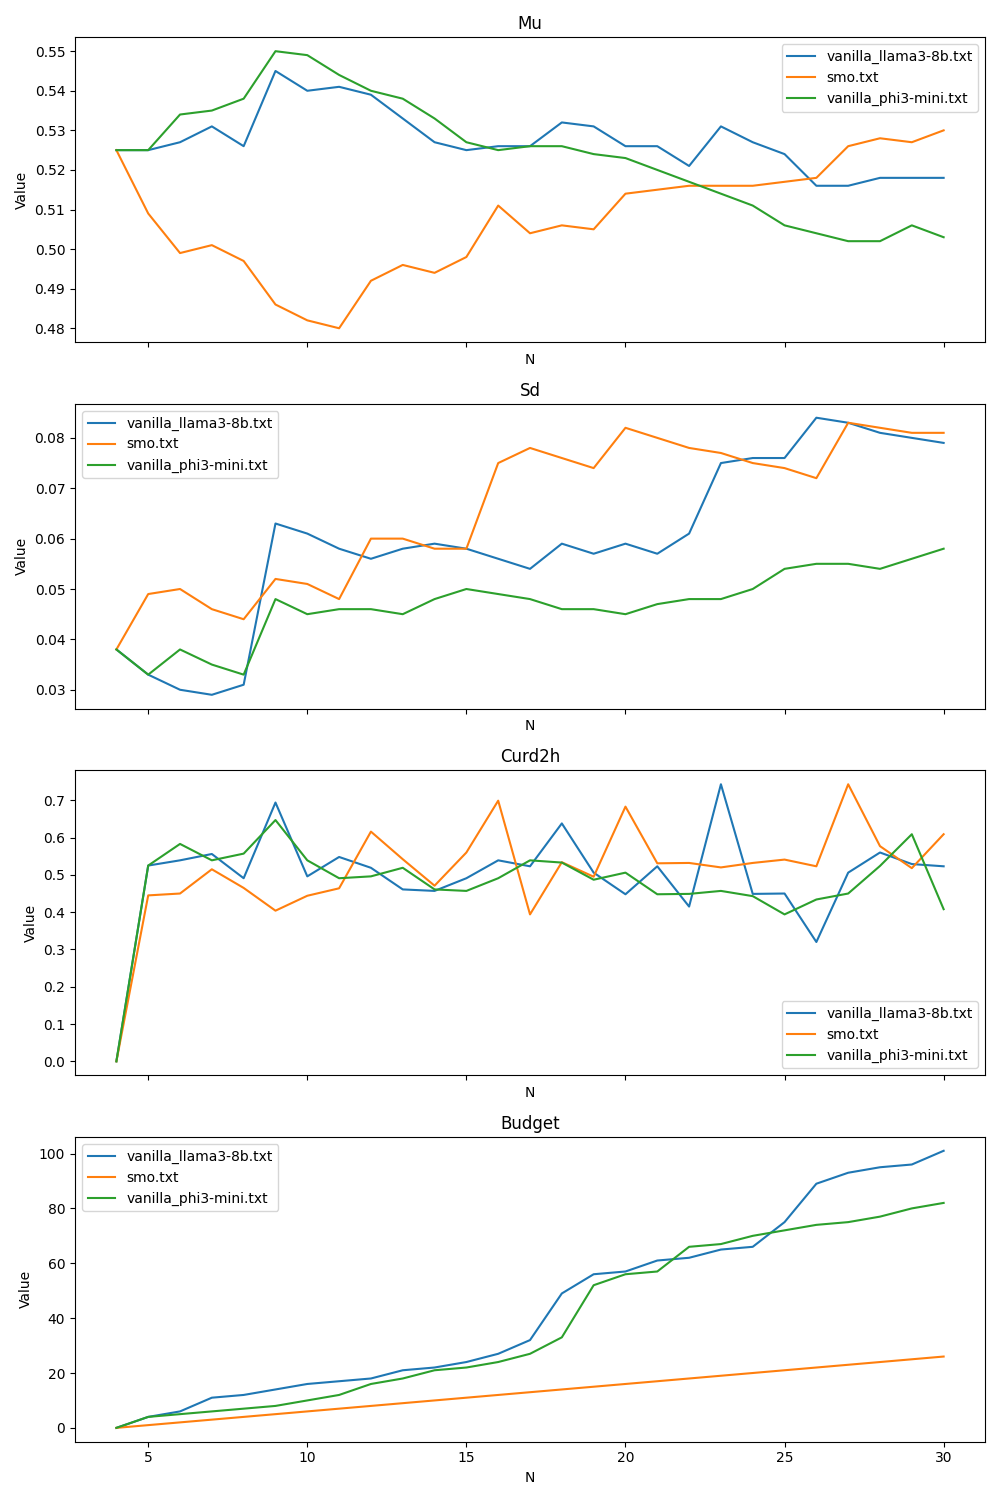 Mu
0.55
0.54
0.53
0.52
0.51
0.50
0.49
0.48
Value
vanilla_llama3-8b.txt
smo.txt
vanilla_phi3-mini.txt
N
Sd
0.08
0.07
0.06
0.05
0.04
0.03
Value
vanilla_llama3-8b.txt
smo.txt
vanilla_phi3-mini.txt
N
Curd2h
0.7
0.6
0.5
0.4
0.3
0.2
0.1
0.0
Value
vanilla_llama3-8b.txt
smo.txt
vanilla_phi3-mini.txt
N
Budget
100
80
60
40
20
0
Value
vanilla_llama3-8b.txt
smo.txt
vanilla_phi3-mini.txt
5 10 15 20 25 30
N